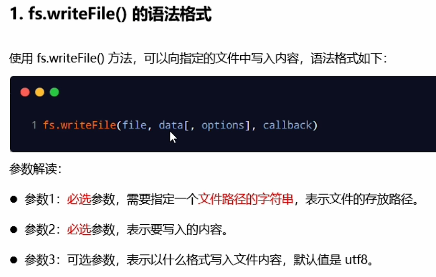 1. fs.writeFile() 的语法格式
使用 fs.writeFile() 方法，可以向指定的文件中写入内容，语法格式如下：
1 fs.writeFile(file, data[, options], callback)
参数解读：
● 参数1：必选参数，需要指定一个文件路径的字符串，表示文件的存放路径。
● 参数2：必选参数，表示要写入的内容。
● 参数3：可选参数，表示以什么格式写入文件内容，默认值是 utf8。